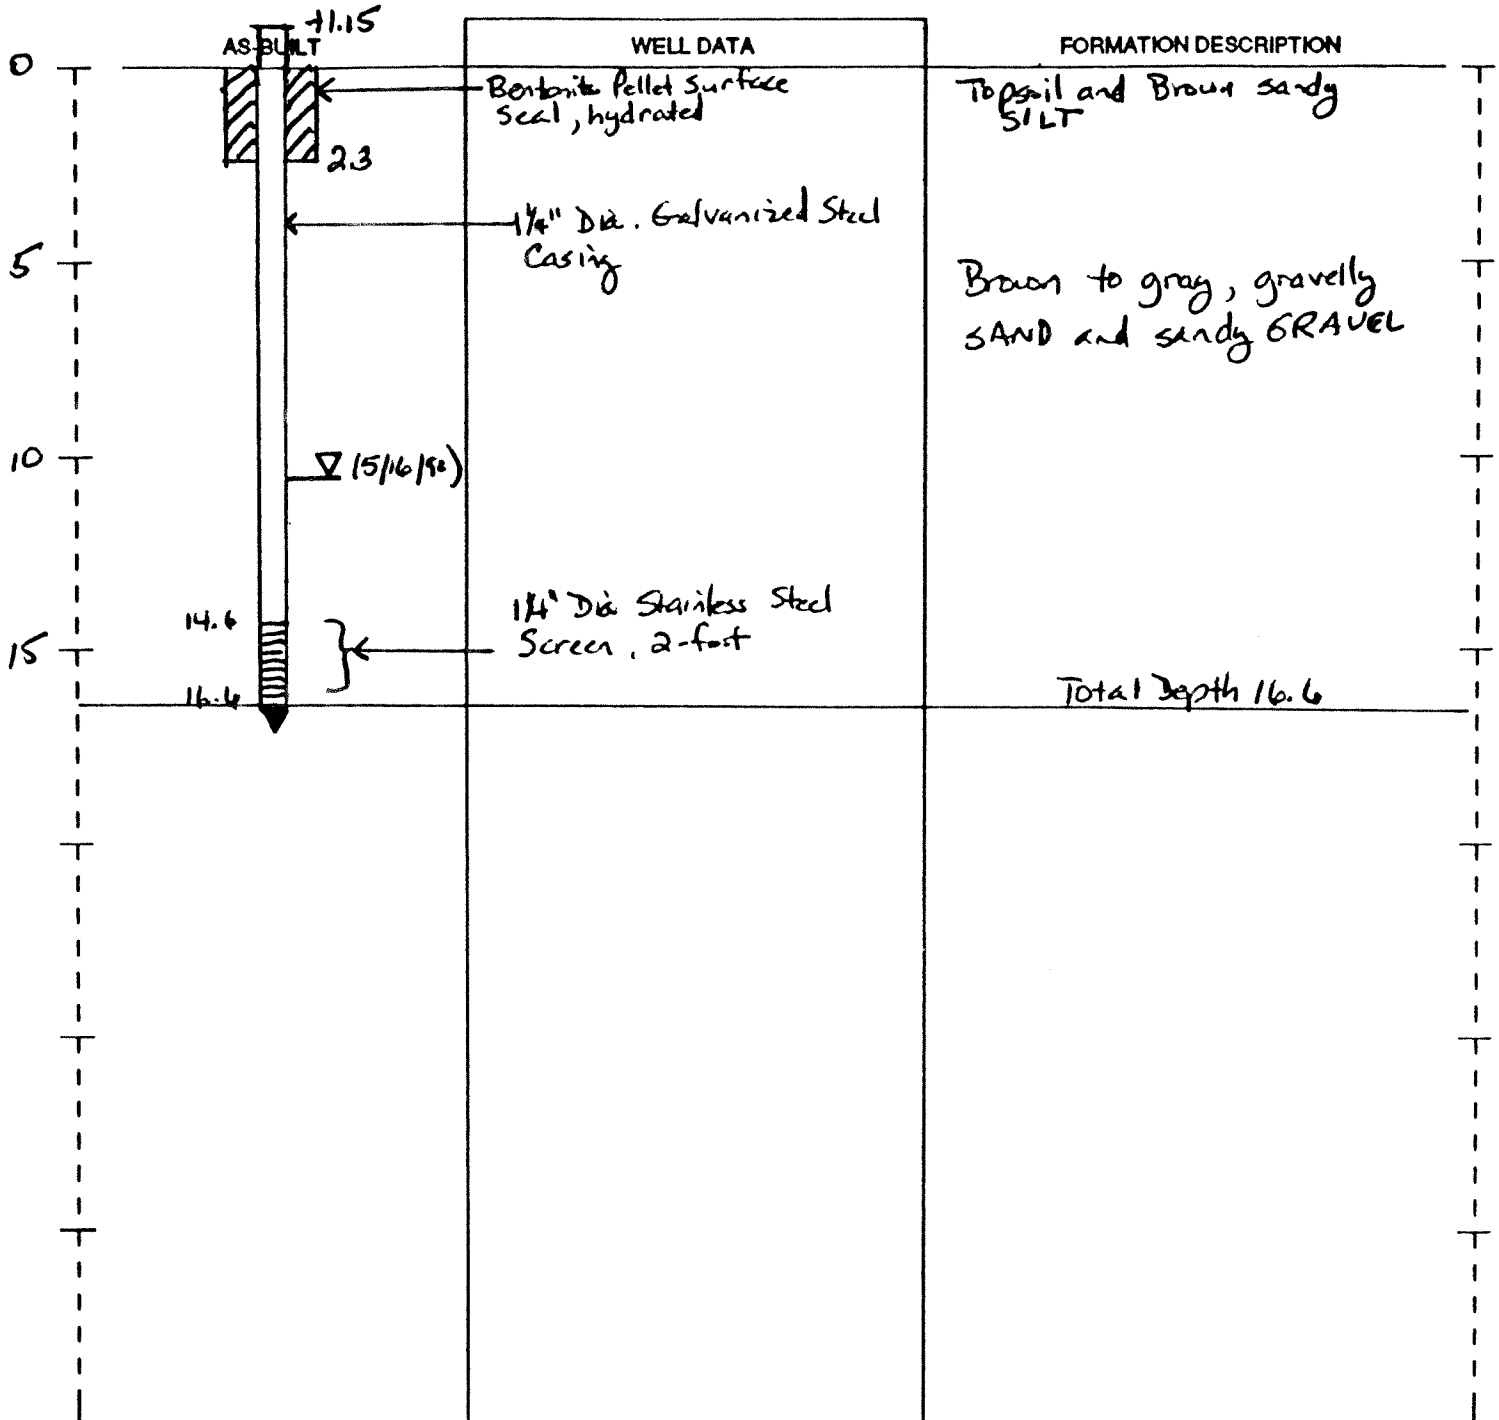 +1.15
AS-BUILT
WELL DATA
FORMATION DESCRIPTION
0
Bentonite Pellet Surface
Seal, hydrated
Topsoil and Brown sandy
SILT
2.3
1¼" Dia. Galvanized Steel
Casing
5
Brown to gray, gravelly
SAND and sandy GRAVEL
10
14.6
1¼" Dia Stainless Steel
Screen, 2-foot
15
16.6
Total Depth 16.6